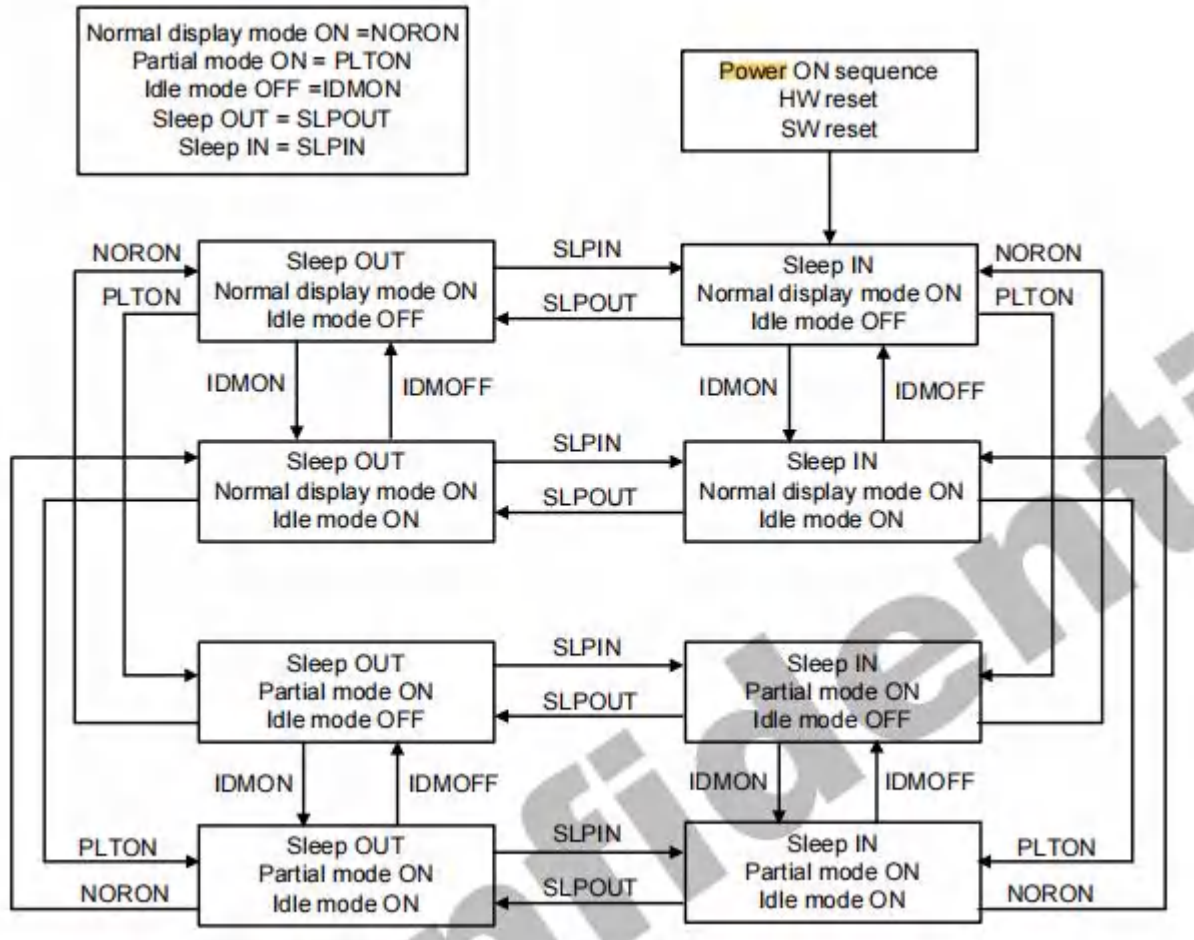 Normal display mode ON =NORON
Partial mode ON = PLTON
Idle mode OFF =IDMON
Sleep OUT = SLPOUT
Sleep IN = SLPIN
Power ON sequence
HW reset
SW reset
NORON
PLTON
Sleep OUT
Normal display mode ON
Idle mode OFF
SLPIN
SLPOUT
Sleep IN
Normal display mode ON
Idle mode OFF
NORON
PLTON
IDMON
IDMOFF
IDMON
IDMOFF
Sleep OUT
Normal display mode ON
Idle mode ON
SLPIN
SLPOUT
Sleep IN
Normal display mode ON
Idle mode ON
Sleep OUT
Partial mode ON
Idle mode OFF
SLPIN
SLPOUT
Sleep IN
Partial mode ON
Idle mode OFF
IDMON
IDMOFF
IDMON
IDMOFF
PLTON
NORON
Sleep OUT
Partial mode ON
Idle mode ON
SLPIN
SLPOUT
Sleep IN
Partial mode ON
Idle mode ON
PLTON
NORON
nfidenti